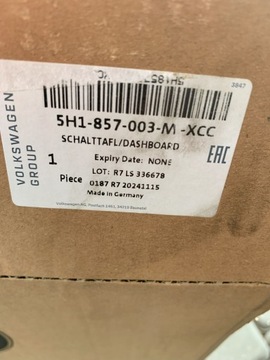 3847
5H1-857-003-M -XCC
SCHALTTAFL/DASHBOARD
VOLKSWAGEN
GROUP
1
Piece
Expiry Date: NONE
LOT: R7 LS 336678
0187 R7 20241115
Made in Germany
EAC